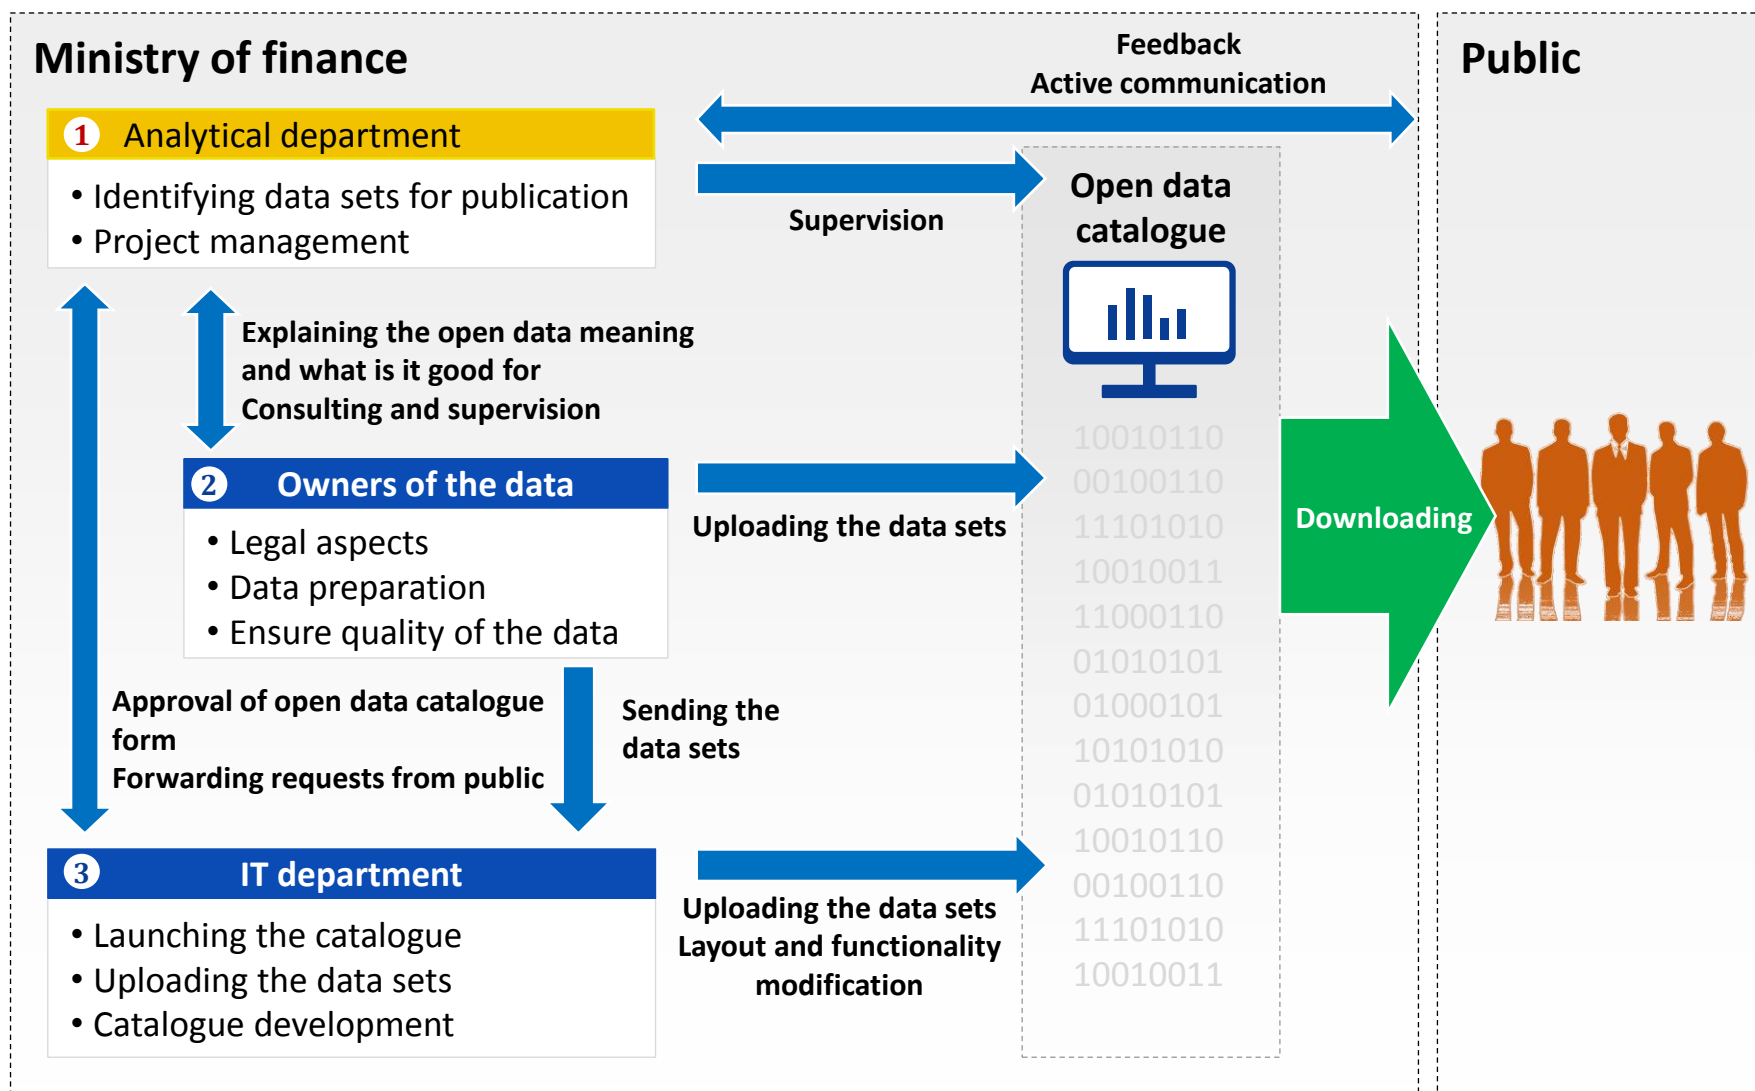 Ministry of finance
Feedback
Active communication
Public
1 Analytical department
• Identifying data sets for publication
• Project management
Supervision
Open data
catalogue
Explaining the open data meaning
and what is it good for
Consulting and supervision
2 Owners of the data
• Legal aspects
• Data preparation
• Ensure quality of the data
Uploading the data sets
10010110
00100110
11101010
10010011
11000110
01010101
01000101
10101010
01010101
10010110
00100110
11101010
10010011
Downloading
Approval of open data catalogue
form
Forwarding requests from public
Sending the
data sets
3 IT department
• Launching the catalogue
• Uploading the data sets
• Catalogue development
Uploading the data sets
Layout and functionality
modification